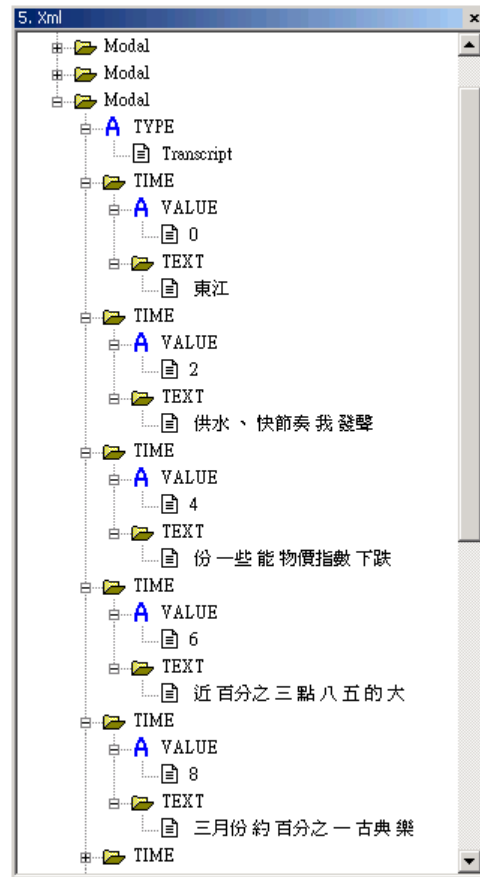 5. Xml
Modal
Modal
Modal
A TYPE
Transcript
TIME
A VALUE
0
TEXT
東江
TIME
A VALUE
2
TEXT
供水 、 快節奏 我 發聲
TIME
A VALUE
4
TEXT
份 一些 能 物價指數 下跌
TIME
A VALUE
6
TEXT
近 百分之 三 點 八 五 的 大
TIME
A VALUE
8
TEXT
三月份 約 百分之 一 古典 樂
TIME